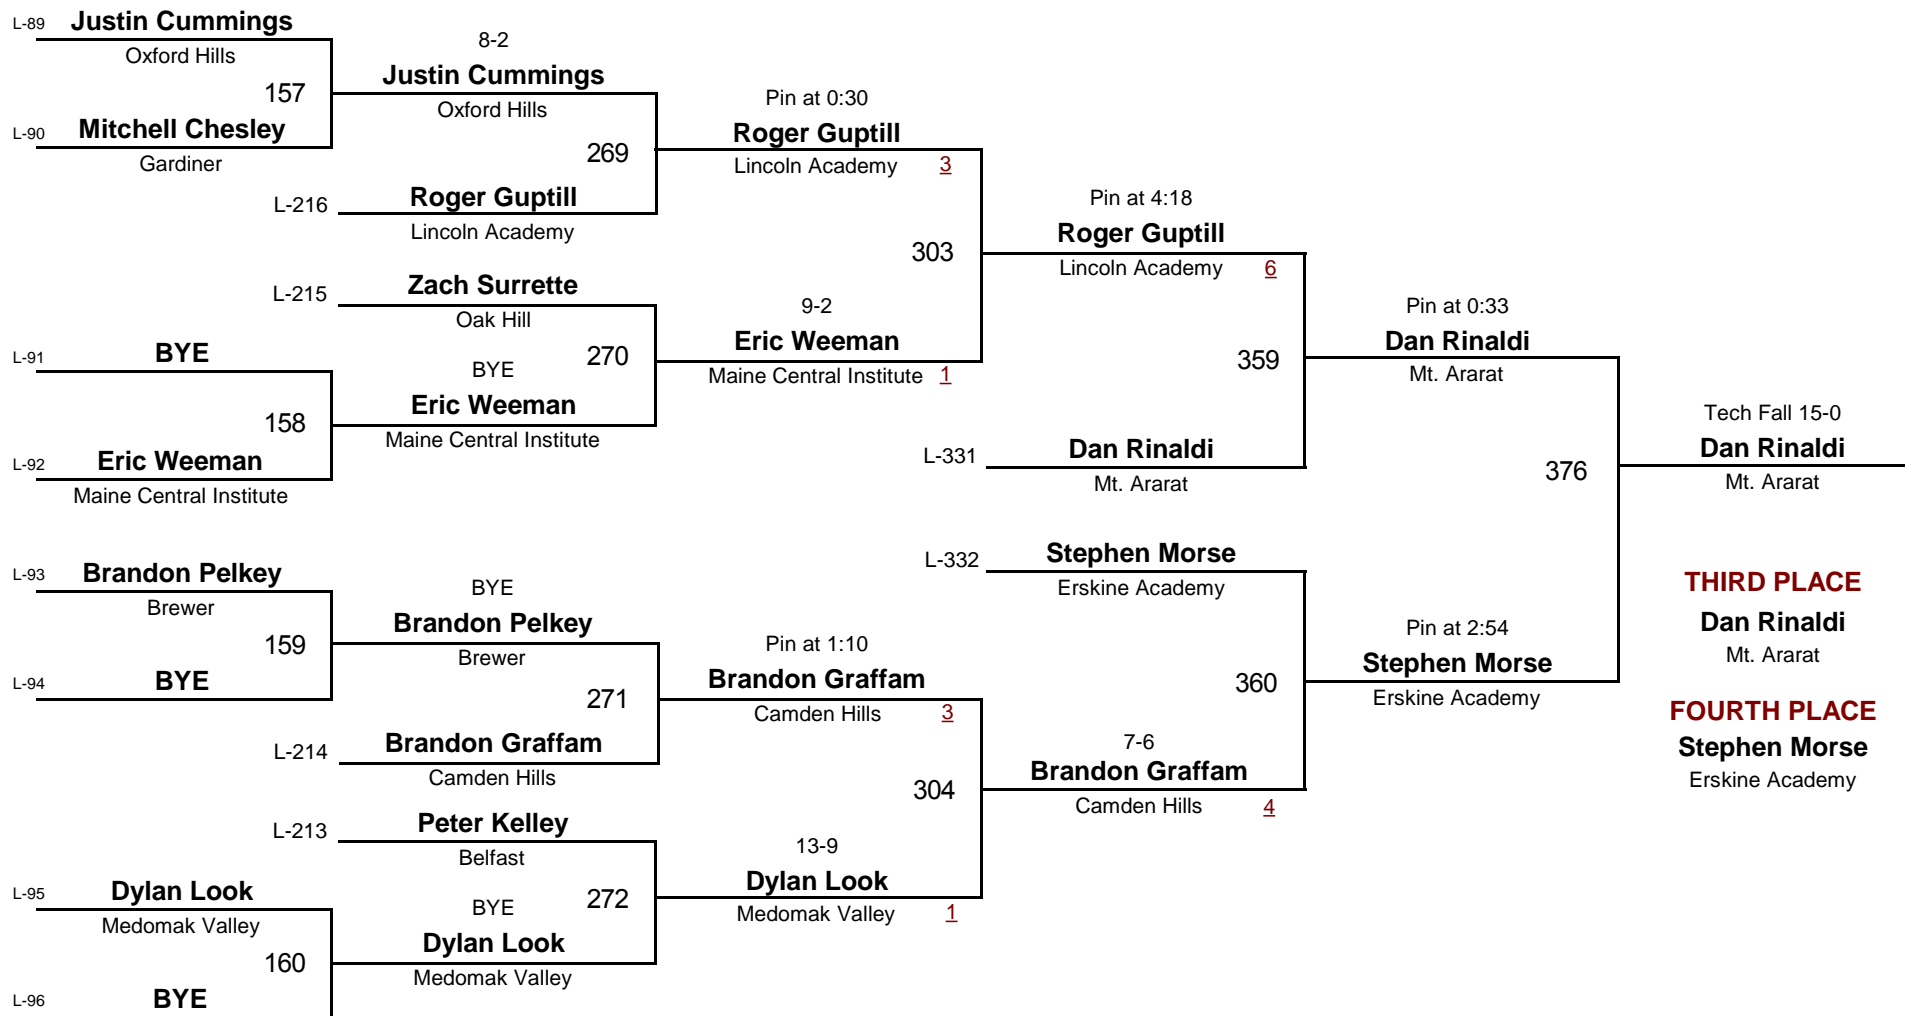 L-89 Justin Cummings
Oxford Hills
157
L-90 Mitchell Chesley
Gardiner
L-91 BYE
158
L-92 Eric Weeman
Maine Central Institute
L-93 Brandon Pelkey
Brewer
159
L-94 BYE
L-95 Dylan Look
Medomak Valley
160
L-96 BYE
8-2
Justin Cummings
Oxford Hills
269
L-216 Roger Guptill
Lincoln Academy
L-215 Zach Surrette
Oak Hill
270
BYE
Eric Weeman
Maine Central Institute
BYE
Brandon Pelkey
Brewer
271
L-214 Brandon Graffam
Camden Hills
L-213 Peter Kelley
Belfast
272
BYE
Dylan Look
Medomak Valley
Pin at 0:30
Roger Guptill
Lincoln Academy 3
303
9-2
Eric Weeman
Maine Central Institute 1
Pin at 1:10
Brandon Graffam
Camden Hills 3
304
13-9
Dylan Look
Medomak Valley 1
Pin at 4:18
Roger Guptill
Lincoln Academy 6
359
L-331 Dan Rinaldi
Mt. Ararat
L-332 Stephen Morse
Erskine Academy
360
7-6
Brandon Graffam
Camden Hills 4
Pin at 0:33
Dan Rinaldi
Mt. Ararat
376
Pin at 2:54
Stephen Morse
Erskine Academy
Tech Fall 15-0
Dan Rinaldi
Mt. Ararat
THIRD PLACE
Dan Rinaldi
Mt. Ararat
FOURTH PLACE
Stephen Morse
Erskine Academy